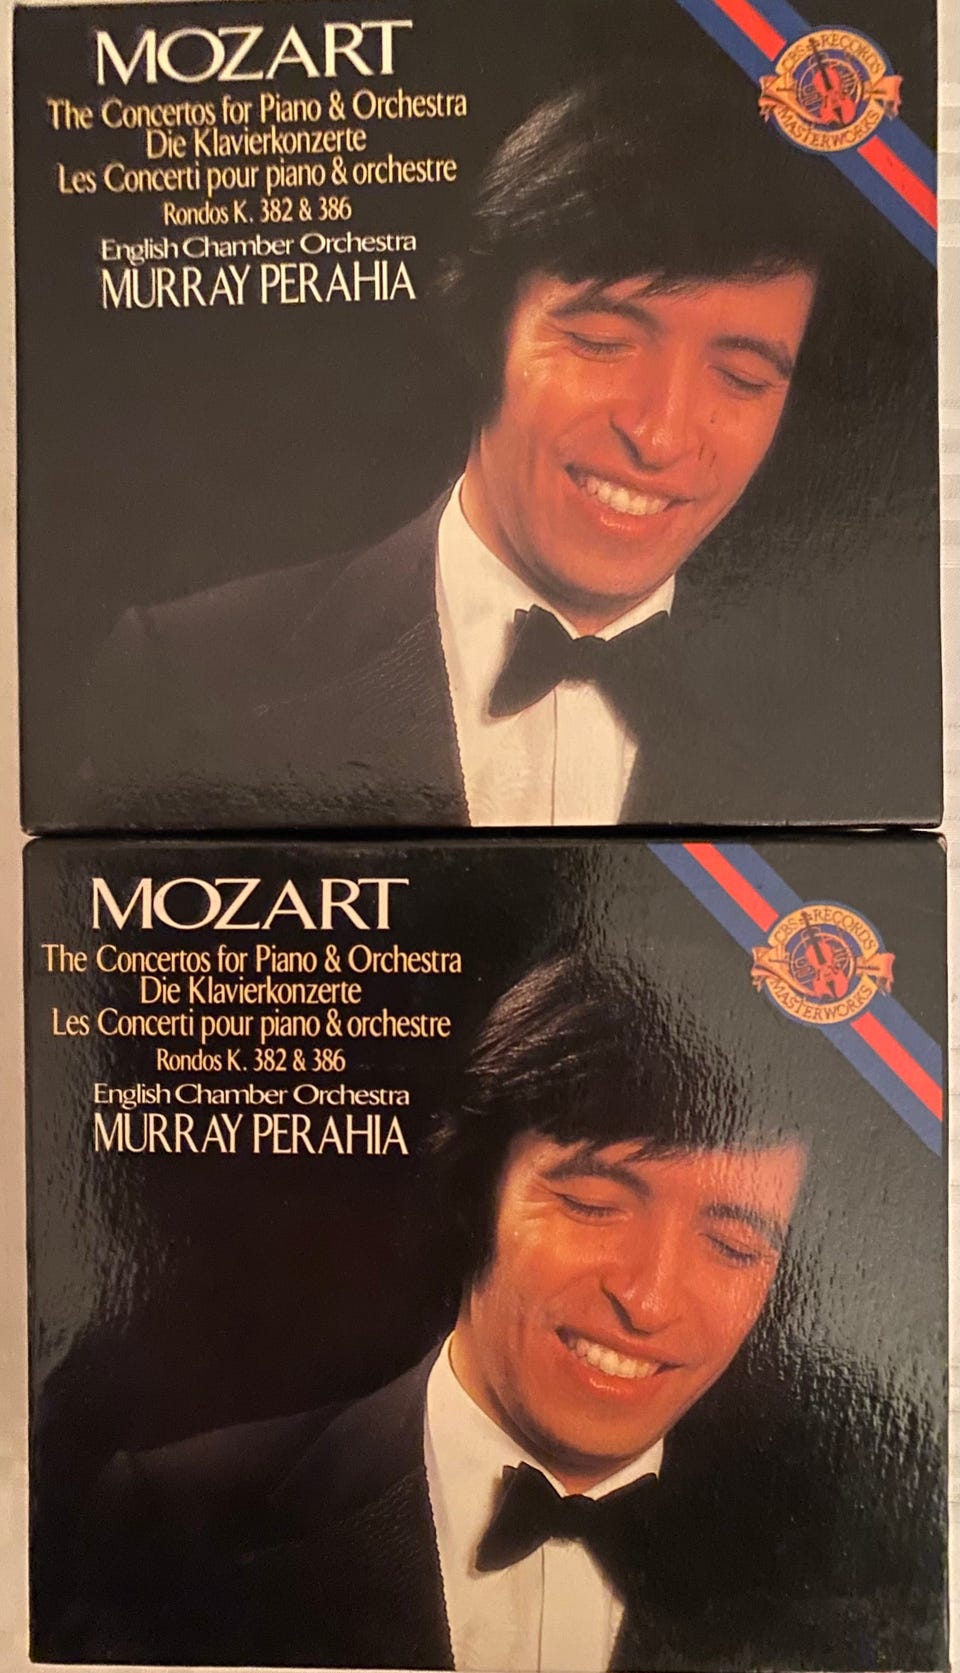 MOZART
The Concertos for Piano & Orchestra
Die Klavierkonzerte
Les Concerti pour piano & orchestre
Rondos K. 382 & 386
English Chamber Orchestra
MURRAY PERAHIA
CBS RECORDS
MASTERWORKS
MOZART
The Concertos for Piano & Orchestra
Die Klavierkonzerte
Les Concerti pour piano & orchestre
Rondos K. 382 & 386
English Chamber Orchestra
MURRAY PERAHIA
CBS RECORDS
MASTERWORKS